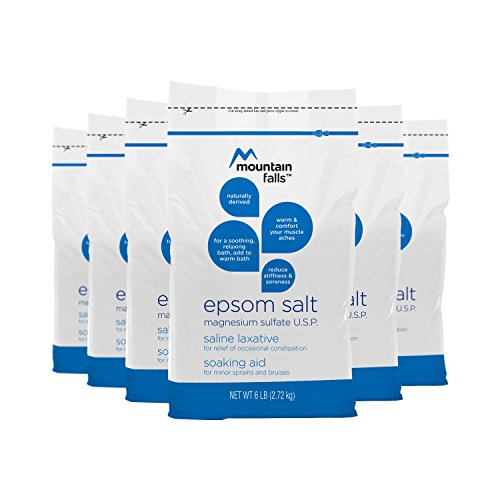 mountain
falls™
naturally
derived
warm &
comfort
your muscle
aches
for a soothing,
relaxing
bath, add to
warm bath
reduce
stiffness &
soreness
epsom salt
magnesium sulfate U.S.P.
saline laxative
for relief of occasional constipation
soaking aid
for minor sprains and bruises
NET WT 6 LB (2.72 kg)